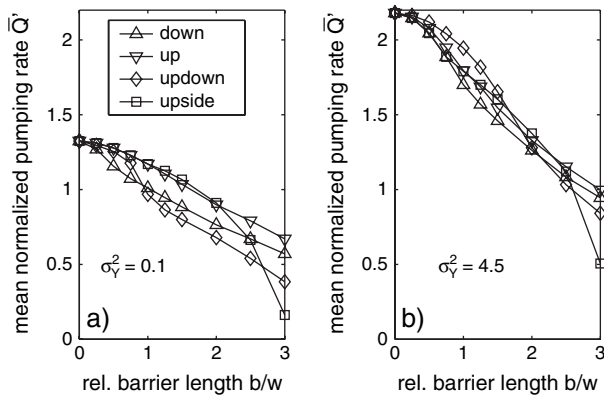 mean normalized pumping rate Q̅'
2
1.5
1
0.5
0
down
up
updown
upside
σ²_Y = 0.1
a)
0 1 2 3
rel. barrier length b/w
mean normalized pumping rate Q̅'
2
1.5
1
0.5
0
σ²_Y = 4.5
b)
0 1 2 3
rel. barrier length b/w